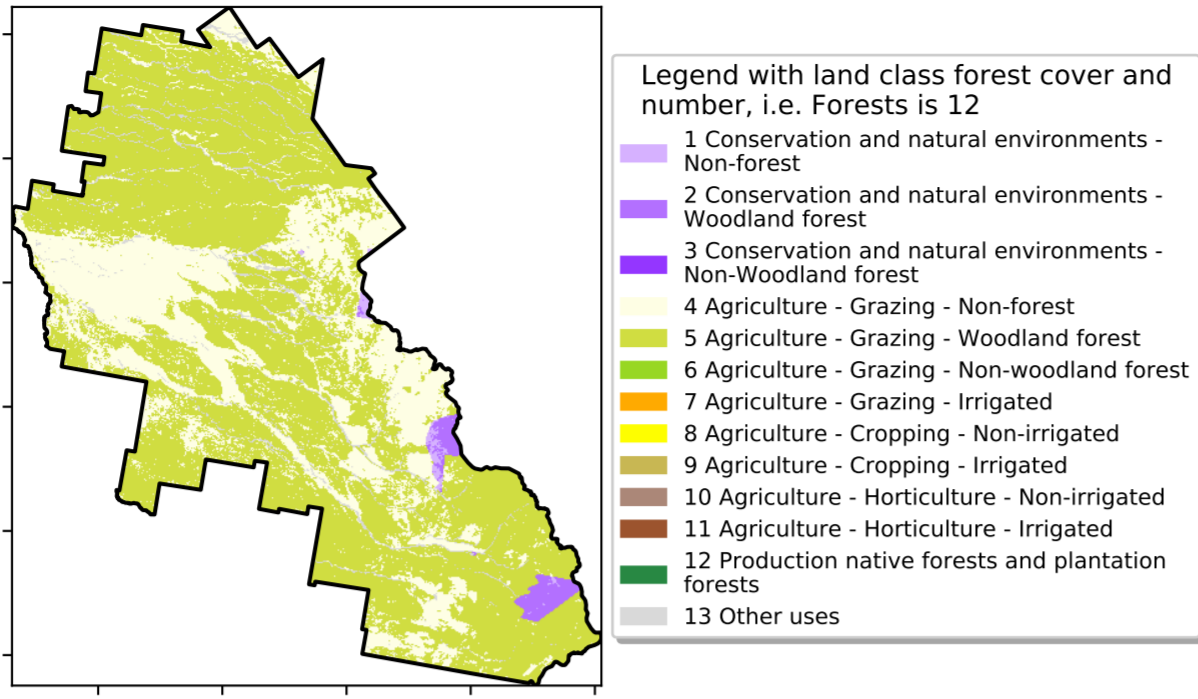 Legend with land class forest cover and
number, i.e. Forests is 12
1 Conservation and natural environments -
Non-forest
2 Conservation and natural environments -
Woodland forest
3 Conservation and natural environments -
Non-Woodland forest
4 Agriculture - Grazing - Non-forest
5 Agriculture - Grazing - Woodland forest
6 Agriculture - Grazing - Non-woodland forest
7 Agriculture - Grazing - Irrigated
8 Agriculture - Cropping - Non-irrigated
9 Agriculture - Cropping - Irrigated
10 Agriculture - Horticulture - Non-irrigated
11 Agriculture - Horticulture - Irrigated
12 Production native forests and plantation
forests
13 Other uses